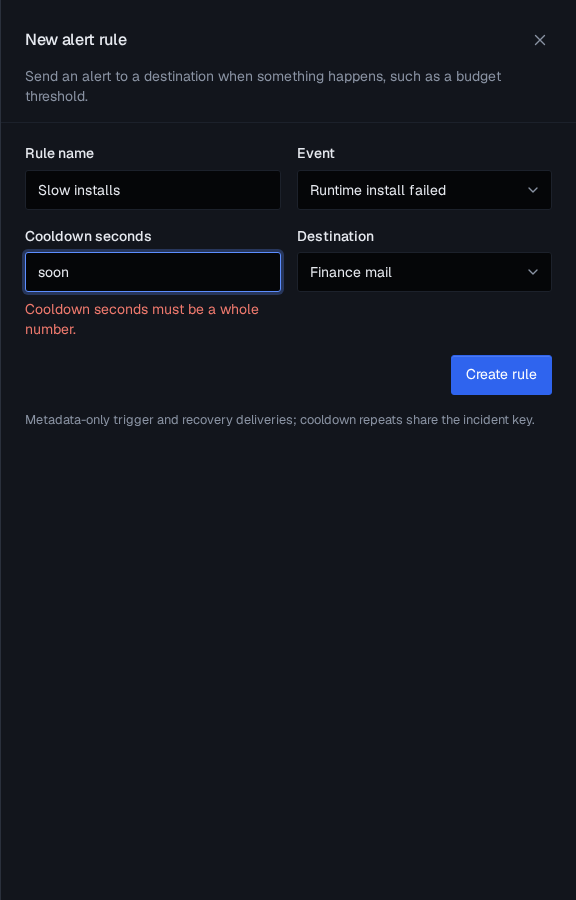 New alert rule
Send an alert to a destination when something happens, such as a budget
threshold.
Rule name
Event
Slow installs
Runtime install failed
Cooldown seconds
Destination
soon
Finance mail
Cooldown seconds must be a whole
number.
Create rule
Metadata-only trigger and recovery deliveries; cooldown repeats share the incident key.